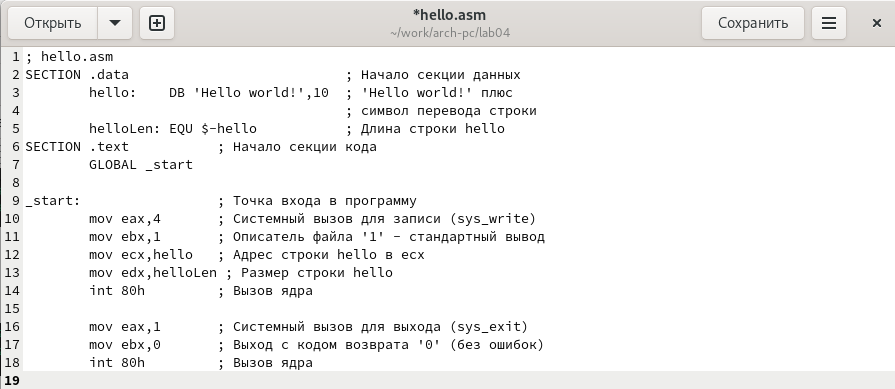 Открыть
*hello.asm
~/work/arch-pc/lab04
Сохранить
1 ; hello.asm
2 SECTION .data                           ; Начало секции данных
3         hello:    DB 'Hello world!',10  ; 'Hello world!' плюс
4                                         ; символ перевода строки
5         helloLen: EQU $-hello           ; Длина строки hello
6 SECTION .text           ; Начало секции кода
7         GLOBAL _start
8
9 _start:                 ; Точка входа в программу
10         mov eax,4       ; Системный вызов для записи (sys_write)
11         mov ebx,1       ; Описатель файла '1' - стандартный вывод
12         mov ecx,hello   ; Адрес строки hello в ecx
13         mov edx,helloLen ; Размер строки hello
14         int 80h         ; Вызов ядра
15
16         mov eax,1       ; Системный вызов для выхода (sys_exit)
17         mov ebx,0       ; Выход с кодом возврата '0' (без ошибок)
18         int 80h         ; Вызов ядра
19